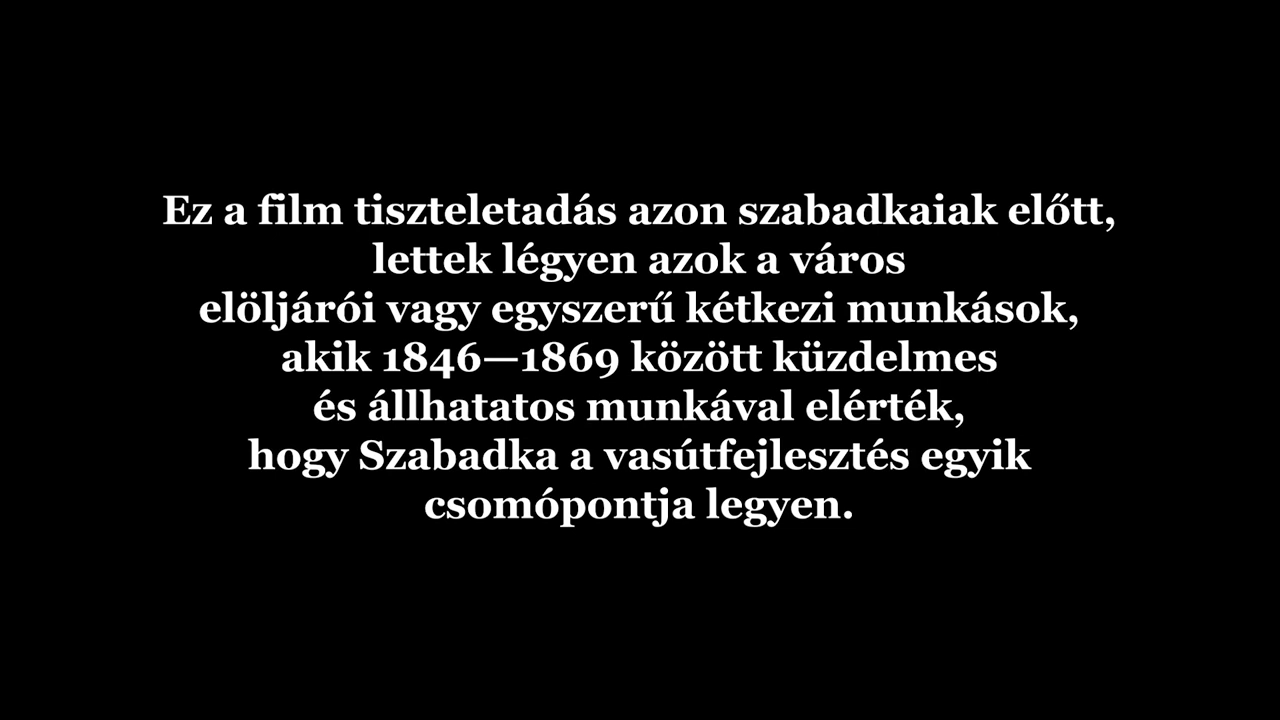 Ez a film tiszteletadás azon szabadkaiak előtt,
lettek légyen azok a város
elöljárói vagy egyszerű kétkezi munkások,
akik 1846—1869 között küzdelmes
és állhatatos munkával elérték,
hogy Szabadka a vasútfejlesztés egyik
csomópontja legyen.